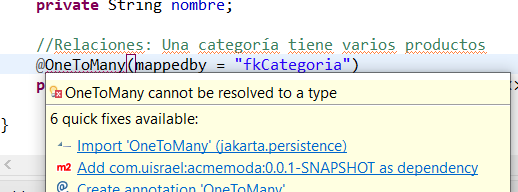 private String nombre;
//Relaciones: Una categoría tiene varios productos
@OneToMany(mappedby = "fkCategoria")
OneToMany cannot be resolved to a type
6 quick fixes available:
Import 'OneToMany' (jakarta.persistence)
m2 Add com.uisrael:acmemoda:0.0.1-SNAPSHOT as dependency
@ Create annotation 'OneToMany'
}